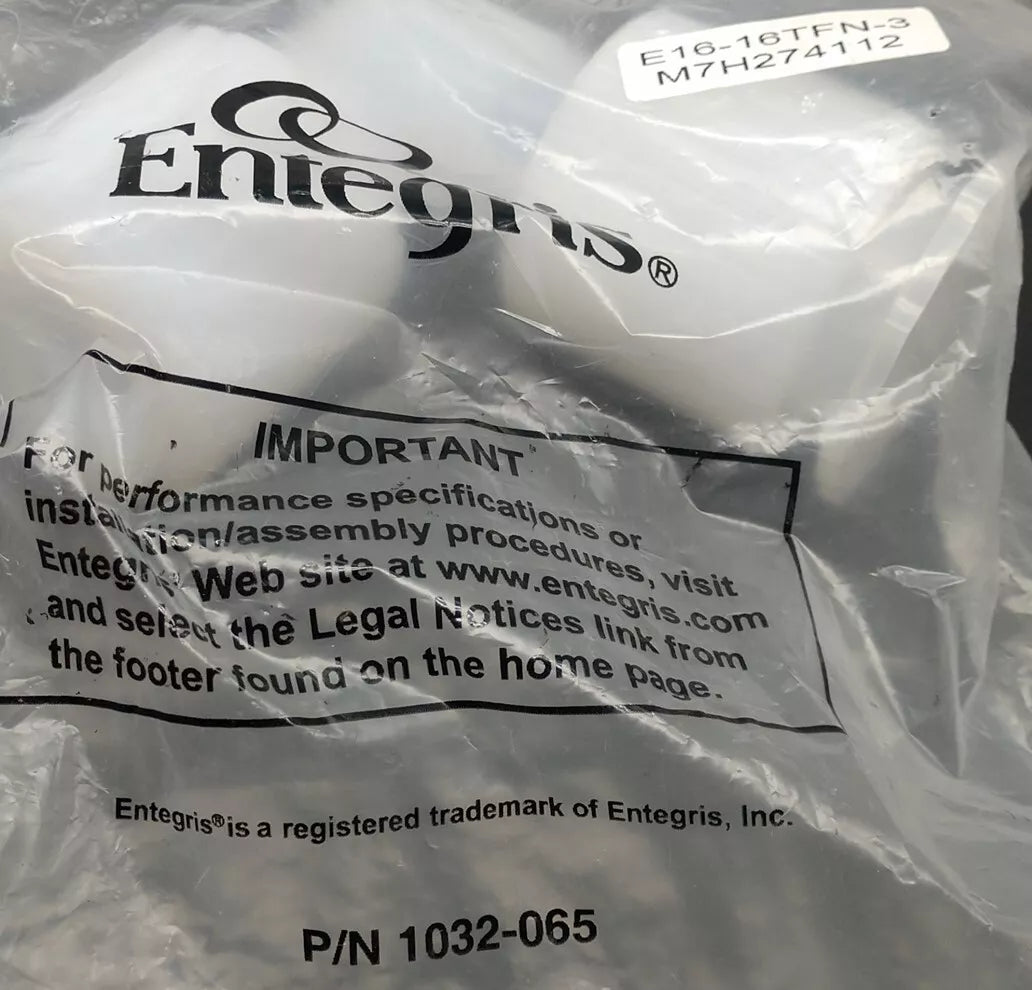 E16-16TFN-3
M7H274112
Entegris®
IMPORTANT
For performance specifications or
installation/assembly procedures, visit
Entegris Web site at www.entegris.com
and select the Legal Notices link from
the footer found on the home page.
Entegris® is a registered trademark of Entegris, Inc.
P/N 1032-065